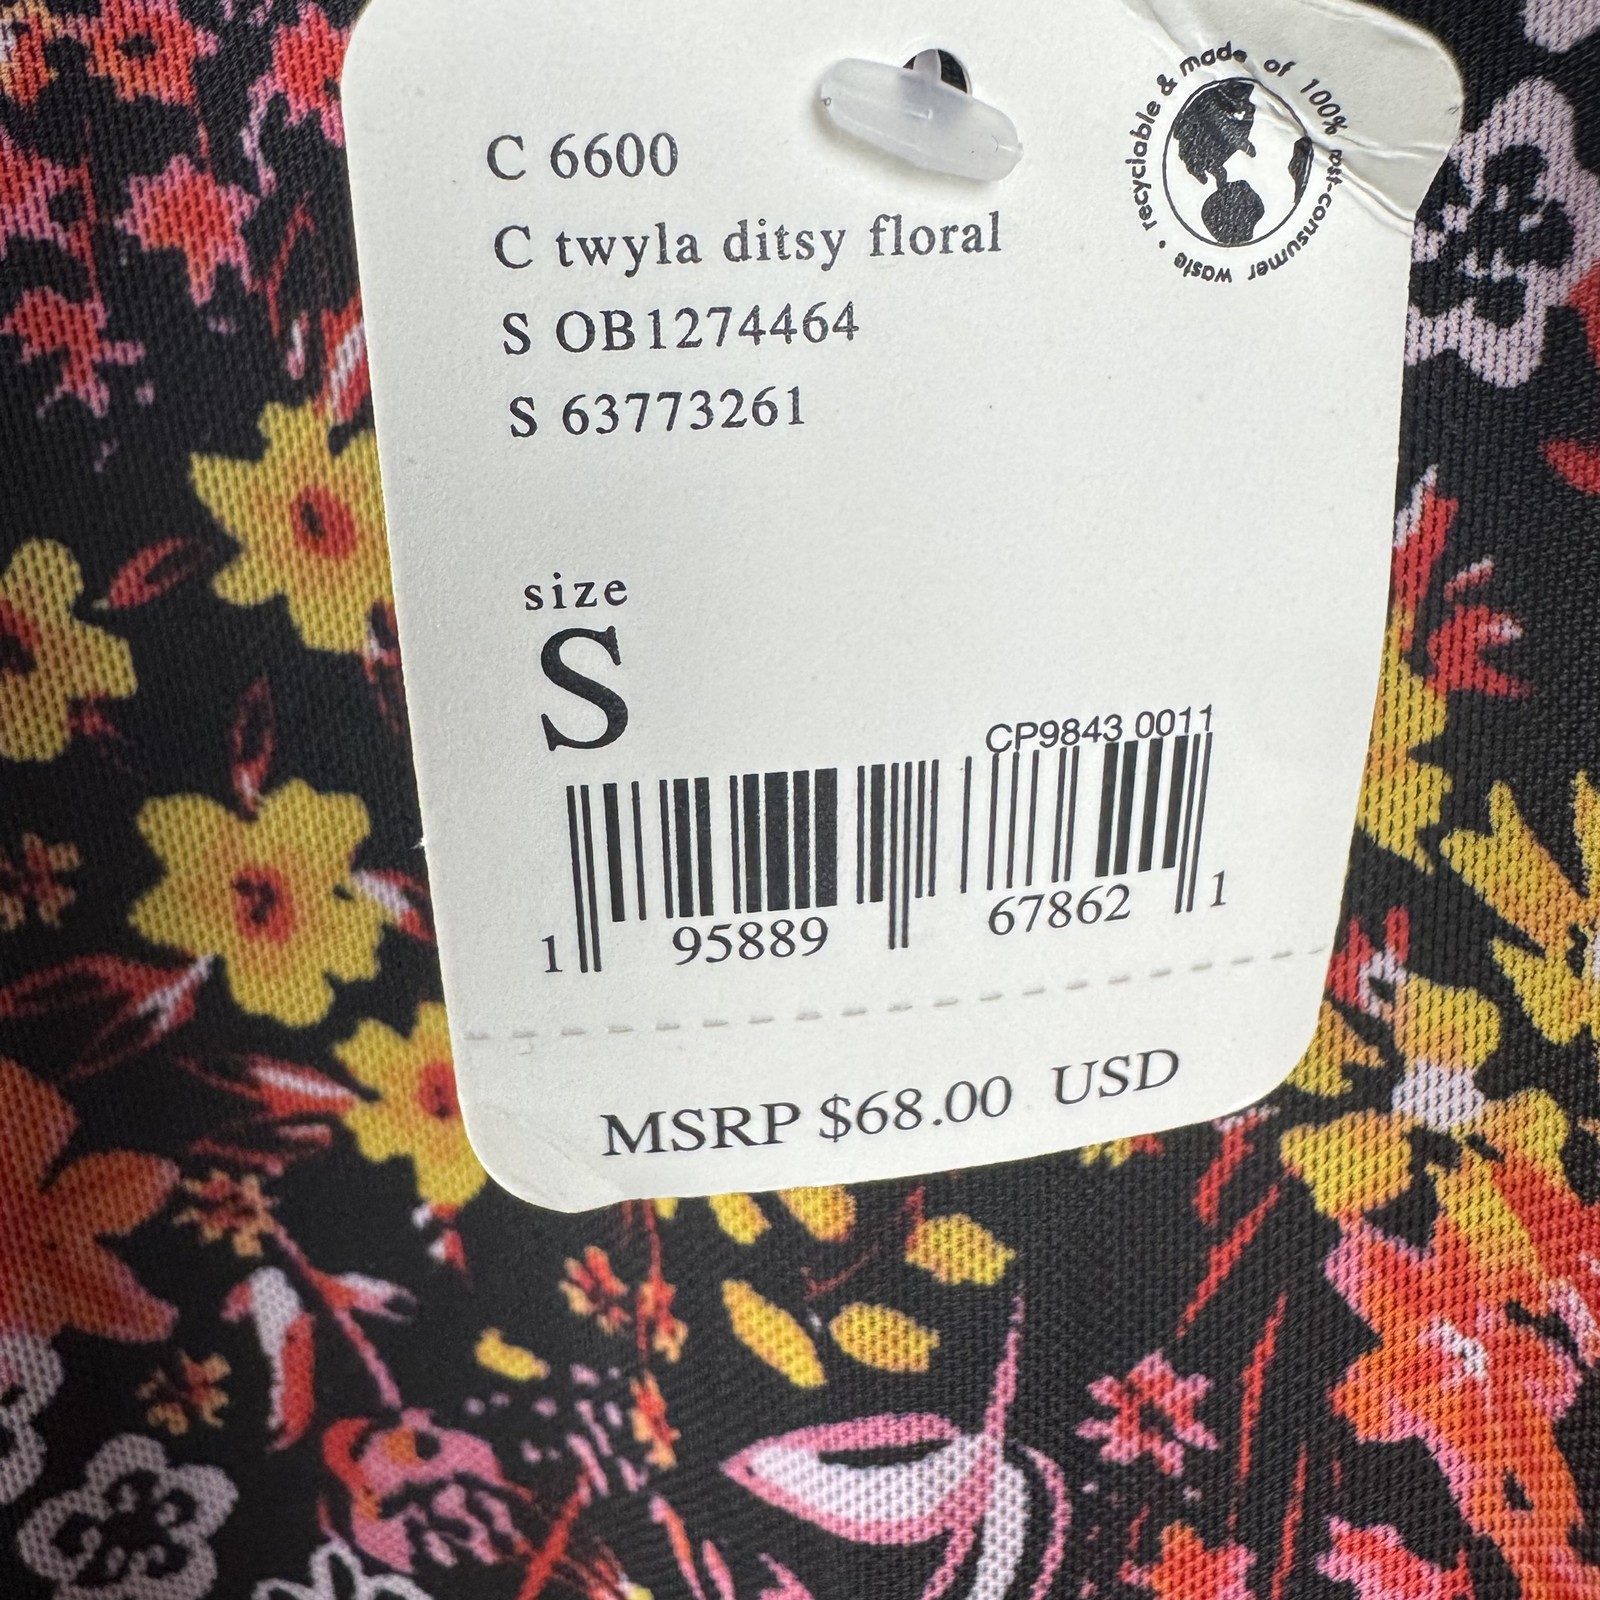 C 6600
C twyla ditsy floral
S OB1274464
S 63773261
recyclable & made of 100% post-consumer waste •
size
S
CP9843 0011
1 95889 67862 1
MSRP $68.00 USD